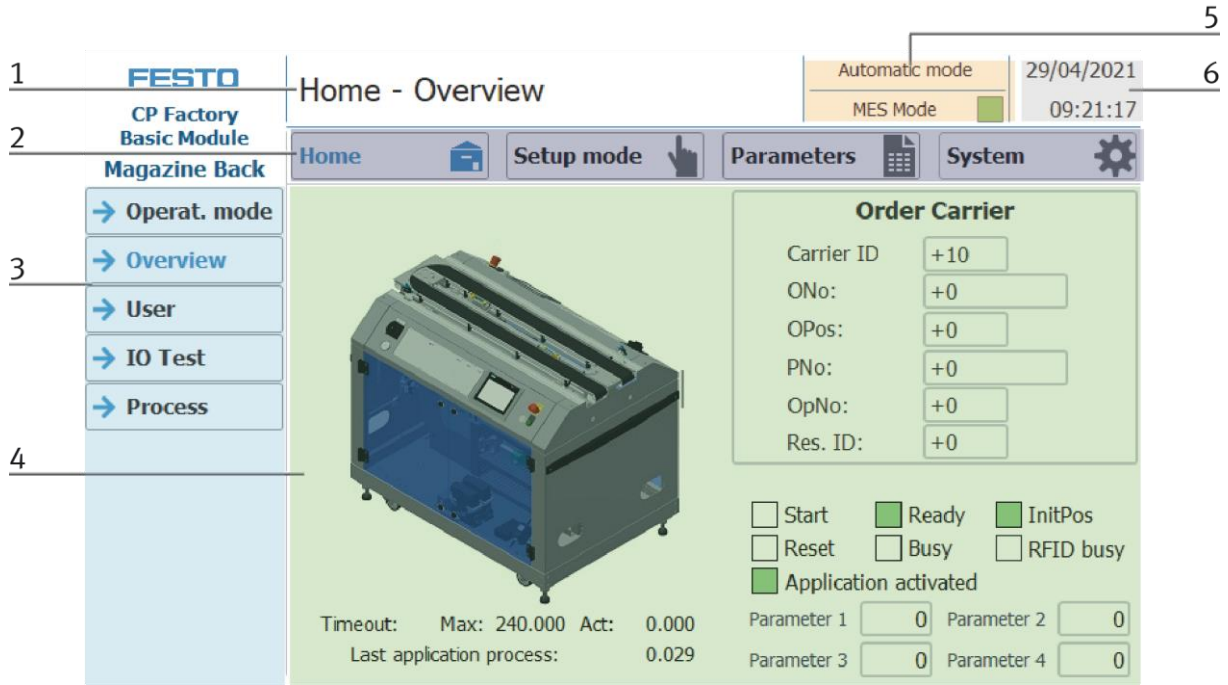 5
1
FESTO
Home - Overview
Automatic mode
29/04/2021
6
CP Factory
MES Mode
09:21:17
2
Basic Module
Magazine Back
Home
Setup mode
Parameters
System
3
→ Operat. mode
→ Overview
→ User
→ IO Test
→ Process
4
Order Carrier
Carrier ID +10
ONo: +0
OPos: +0
PNo: +0
OpNo: +0
Res. ID: +0
Start Ready InitPos
Reset Busy RFID busy
Application activated
Timeout: Max: 240.000 Act: 0.000
Last application process: 0.029
Parameter 1 0 Parameter 2 0
Parameter 3 0 Parameter 4 0